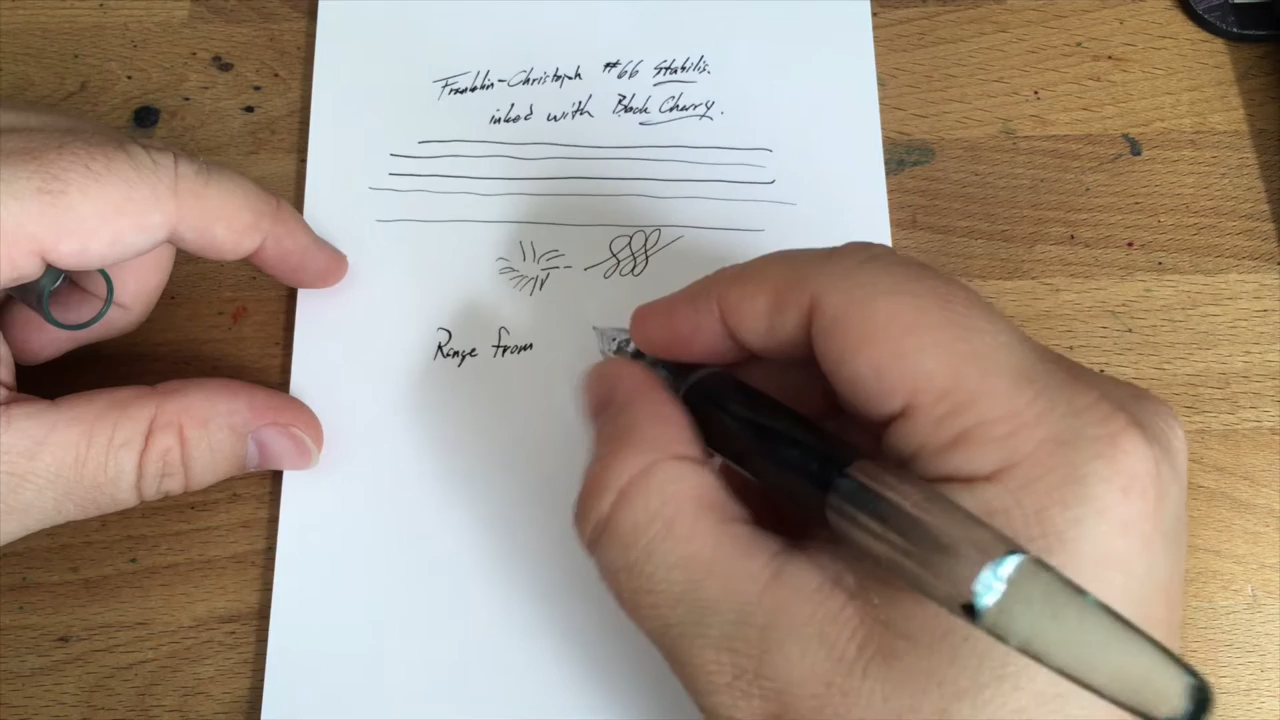 Franklin-Christoph #66 Stabilis.
inked with Black Cherry.
Range from